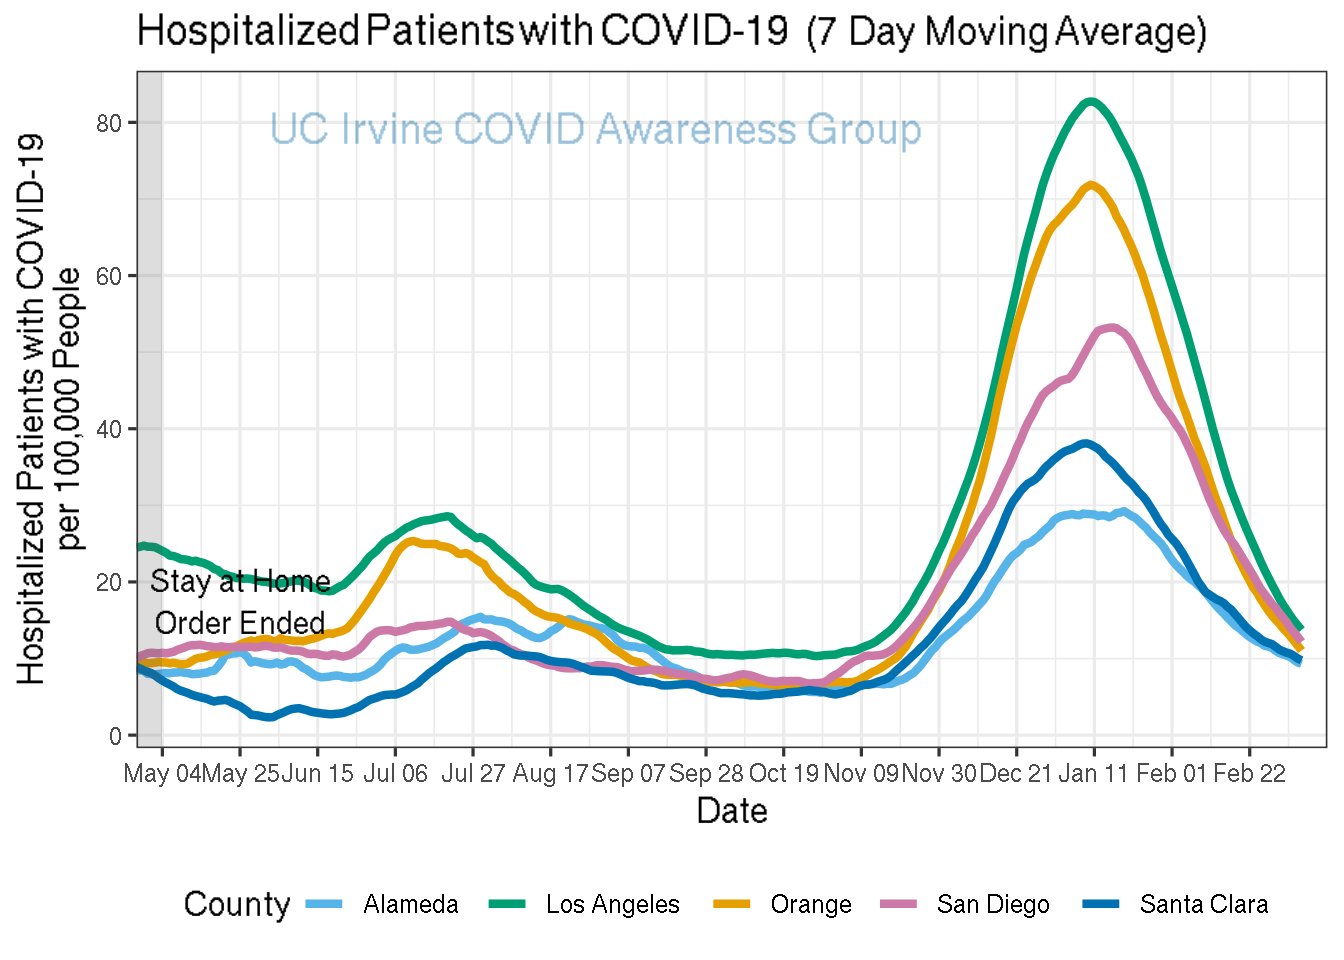 Hospitalized Patients with COVID-19 (7 Day Moving Average)
UC Irvine COVID Awareness Group
Hospitalized Patients with COVID-19
per 100,000 People
80
60
40
20
0
Stay at Home
Order Ended
May 04 May 25 Jun 15 Jul 06 Jul 27 Aug 17 Sep 07 Sep 28 Oct 19 Nov 09 Nov 30 Dec 21 Jan 11 Feb 01 Feb 22
Date
County Alameda Los Angeles Orange San Diego Santa Clara